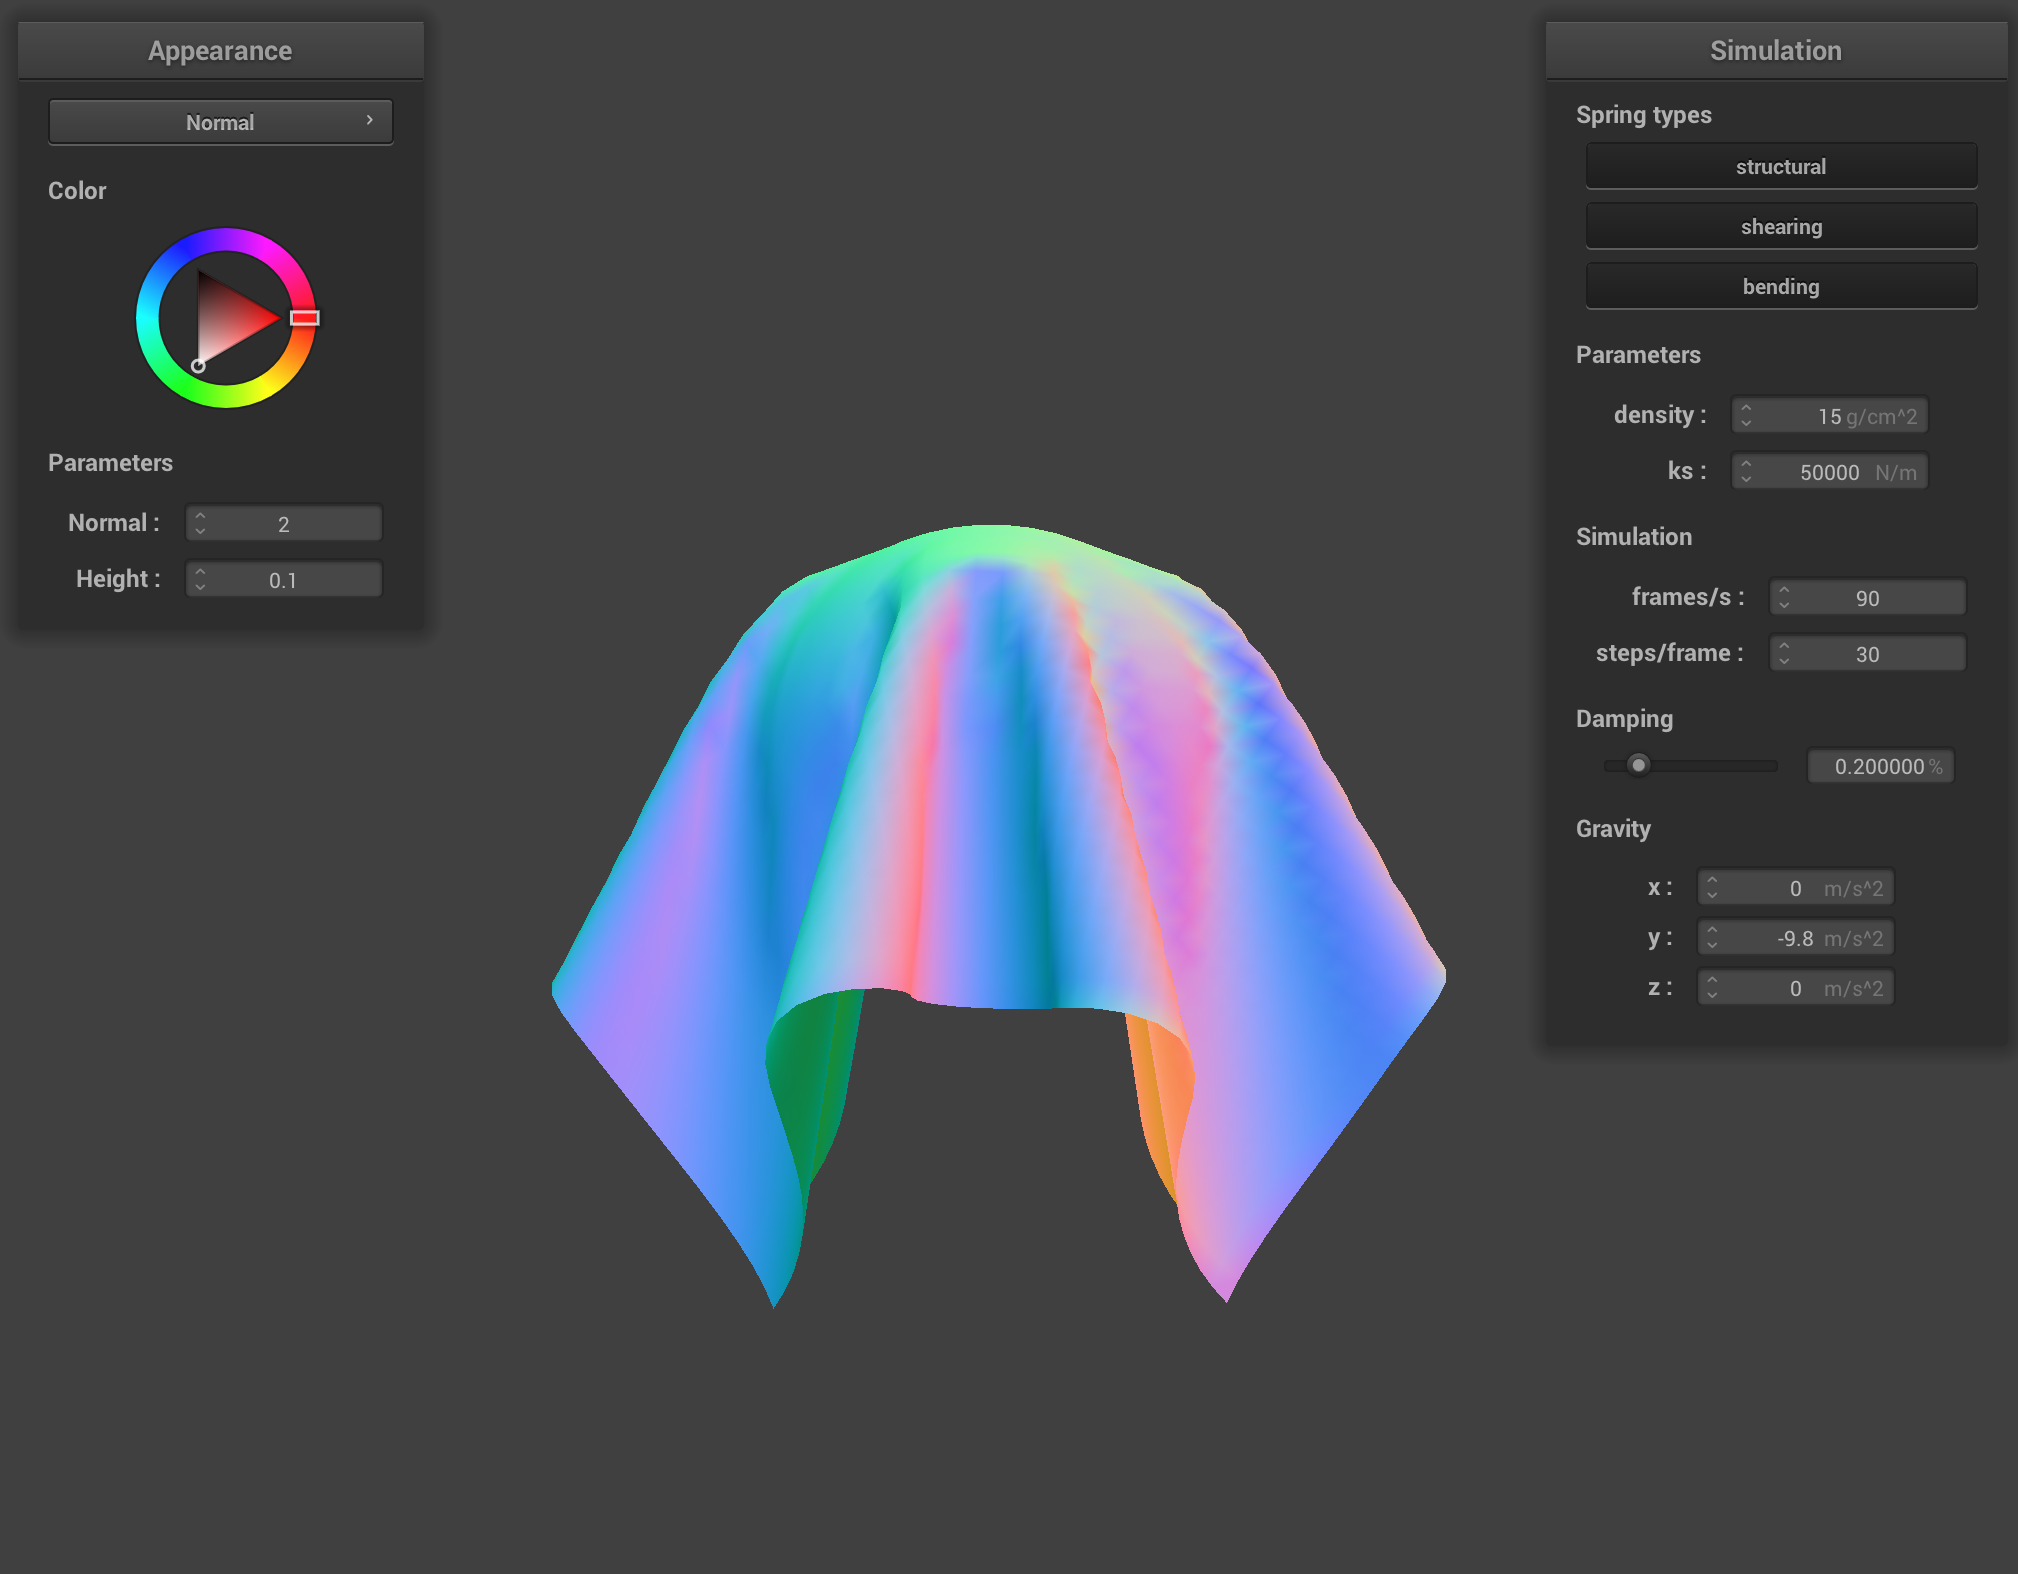 Appearance
Normal
Color
Parameters
Normal : 2
Height : 0.1
Simulation
Spring types
structural
shearing
bending
Parameters
density : 15 g/cm^2
ks : 50000 N/m
Simulation
frames/s : 90
steps/frame : 30
Damping
0.200000 %
Gravity
x : 0 m/s^2
y : -9.8 m/s^2
z : 0 m/s^2